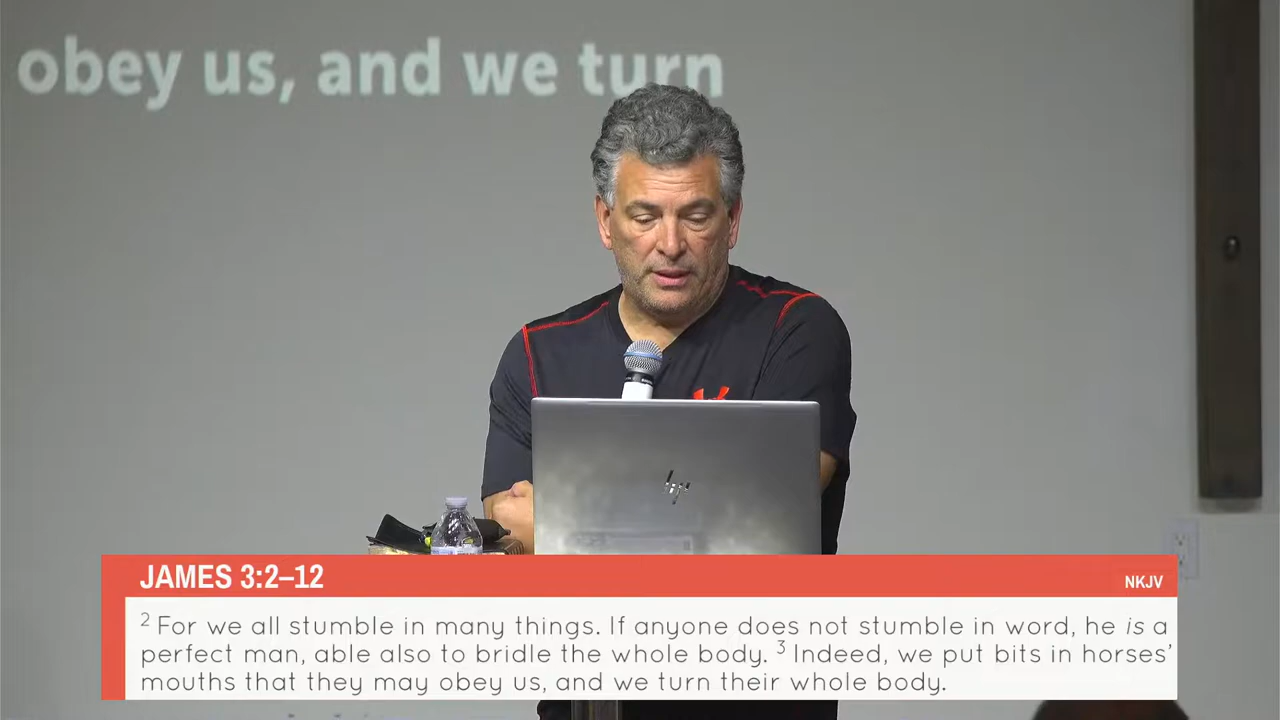 obey us, and we turn
hp
JAMES 3:2–12
NKJV
2 For we all stumble in many things. If anyone does not stumble in word, he is a
perfect man, able also to bridle the whole body. 3 Indeed, we put bits in horses’
mouths that they may obey us, and we turn their whole body.